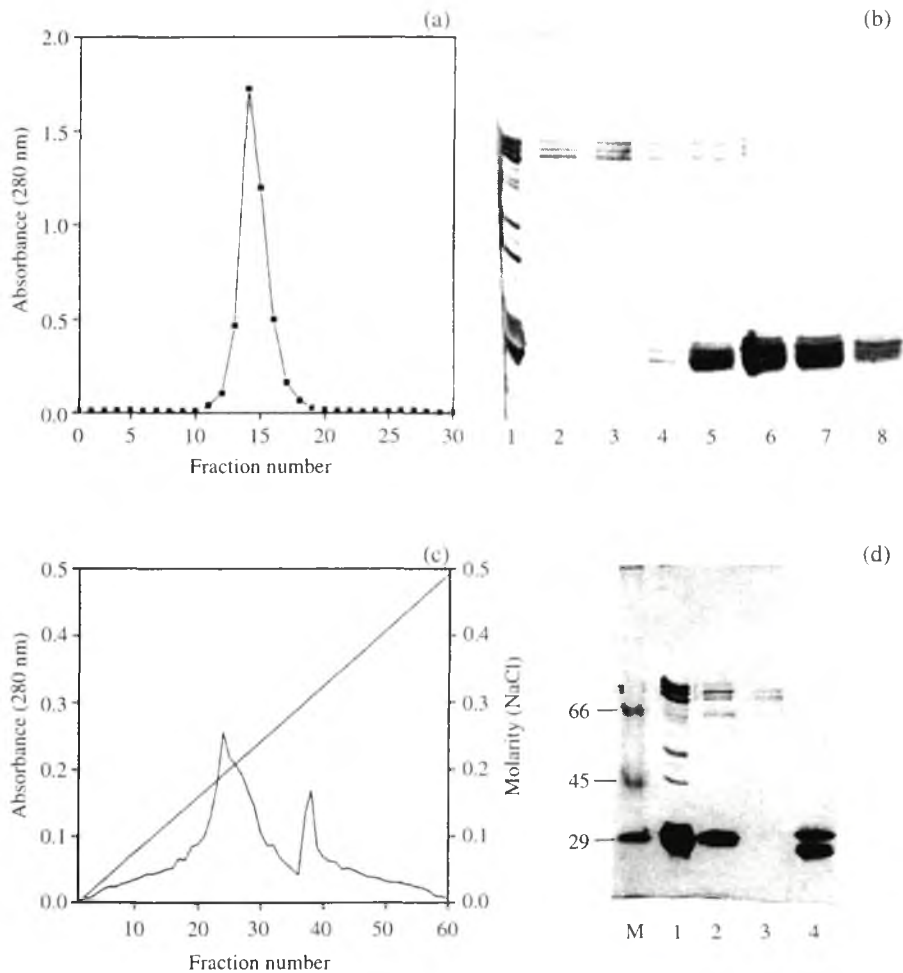 (a)
2.0
1.5
1.0
0.5
0.0
0 5 10 15 20 25 30
Absorbance (280 nm)
Fraction number
(b)
1 2 3 4 5 6 7 8
(c)
0.5
0.4
0.3
0.2
0.1
0.0
10 20 30 40 50 60
Absorbance (280 nm)
Fraction number
0.5
0.4
0.3
0.2
0.1
0.0
Molarity (NaCl)
(d)
66
45
29
M 1 2 3 4